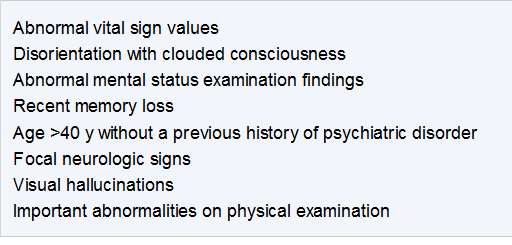 Abnormal vital sign values
Disorientation with clouded consciousness
Abnormal mental status examination findings
Recent memory loss
Age >40 y without a previous history of psychiatric disorder
Focal neurologic signs
Visual hallucinations
Important abnormalities on physical examination